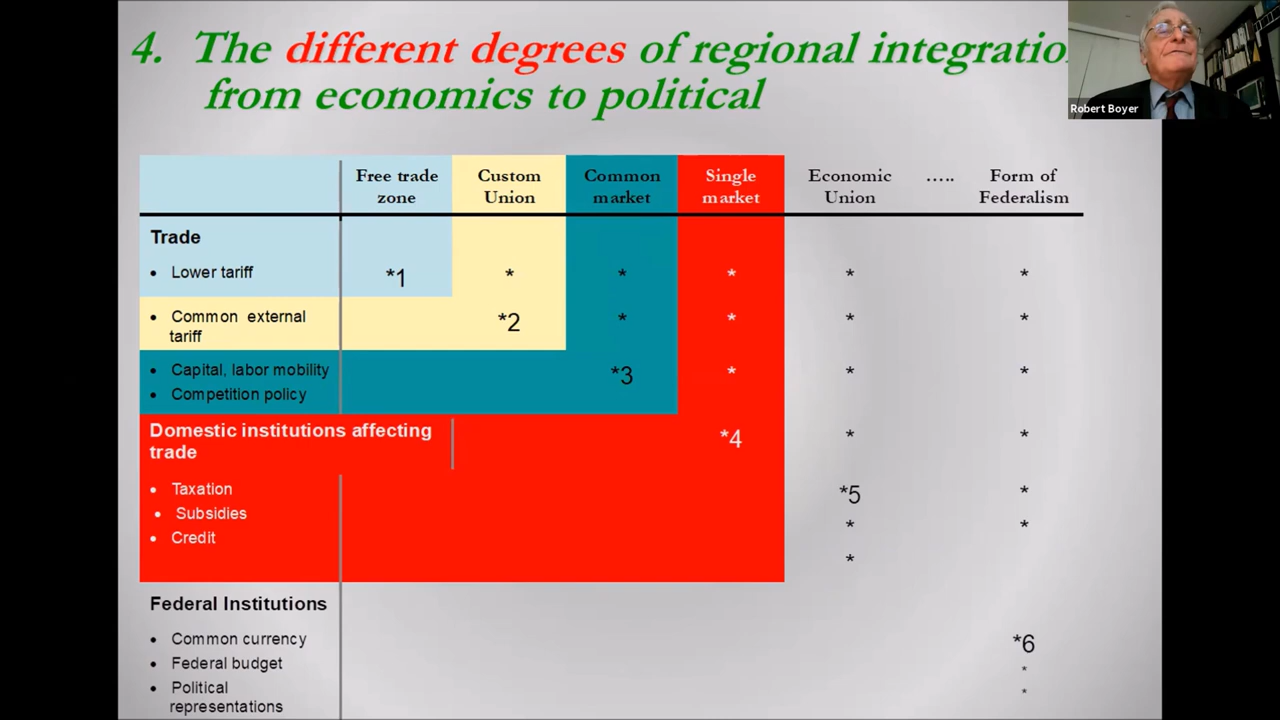 4. The different degrees of regional integratio
from economics to political
Robert Boyer
Free trade zone
Custom Union
Common market
Single market
Economic Union
…..
Form of Federalism
Trade
• Lower tariff *1 * * * * *
• Common external tariff *2 * * * *
• Capital, labor mobility *3 * * *
• Competition policy
Domestic institutions affecting trade *4 * *
• Taxation *5 *
• Subsidies * *
• Credit *
Federal Institutions
• Common currency *6
• Federal budget *
• Political representations *